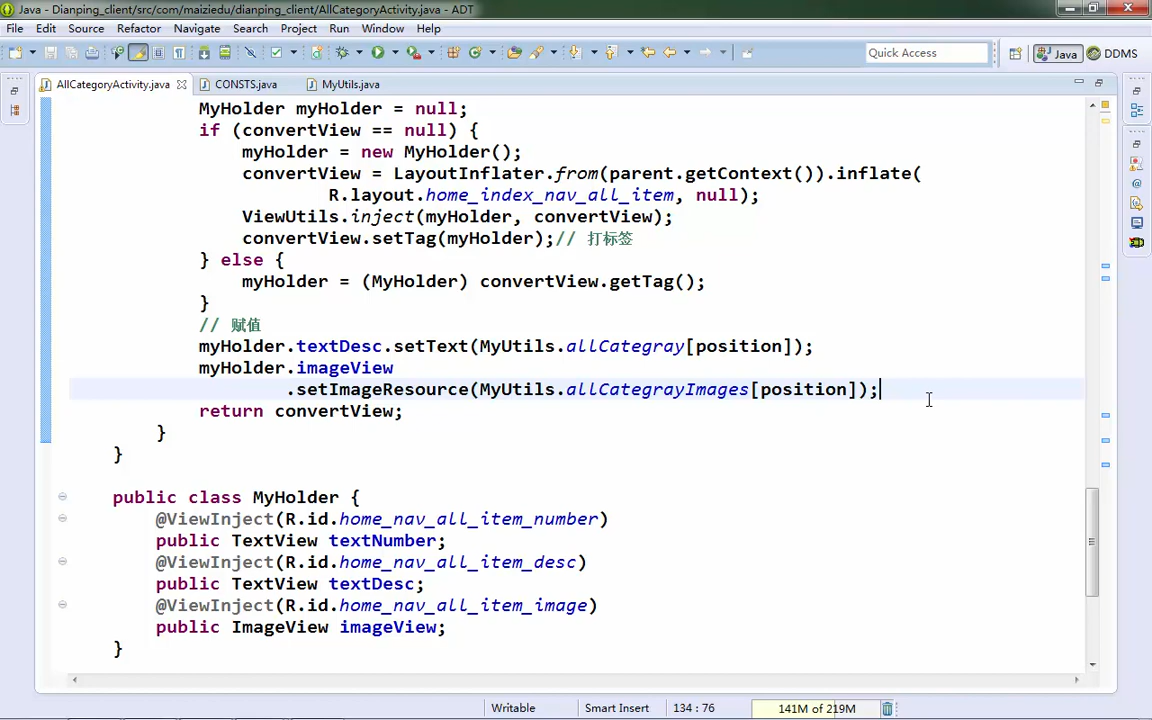 Java - Dianping_client/src/com/maiziedu/dianping_client/AllCategoryActivity.java - ADT
File Edit Source Refactor Navigate Search Project Run Window Help
Quick Access Java DDMS
AllCategoryActivity.java CONSTS.java MyUtils.java
MyHolder myHolder = null;
if (convertView == null) {
myHolder = new MyHolder();
convertView = LayoutInflater.from(parent.getContext()).inflate(
R.layout.home_index_nav_all_item, null);
ViewUtils.inject(myHolder, convertView);
convertView.setTag(myHolder);// 打标签
} else {
myHolder = (MyHolder) convertView.getTag();
}
// 赋值
myHolder.textDesc.setText(MyUtils.allCategray[position]);
myHolder.imageView
.setImageResource(MyUtils.allCategrayImages[position]);
return convertView;
}
}
public class MyHolder {
@ViewInject(R.id.home_nav_all_item_number)
public TextView textNumber;
@ViewInject(R.id.home_nav_all_item_desc)
public TextView textDesc;
@ViewInject(R.id.home_nav_all_item_image)
public ImageView imageView;
}
Writable Smart Insert 134 : 76 141M of 219M